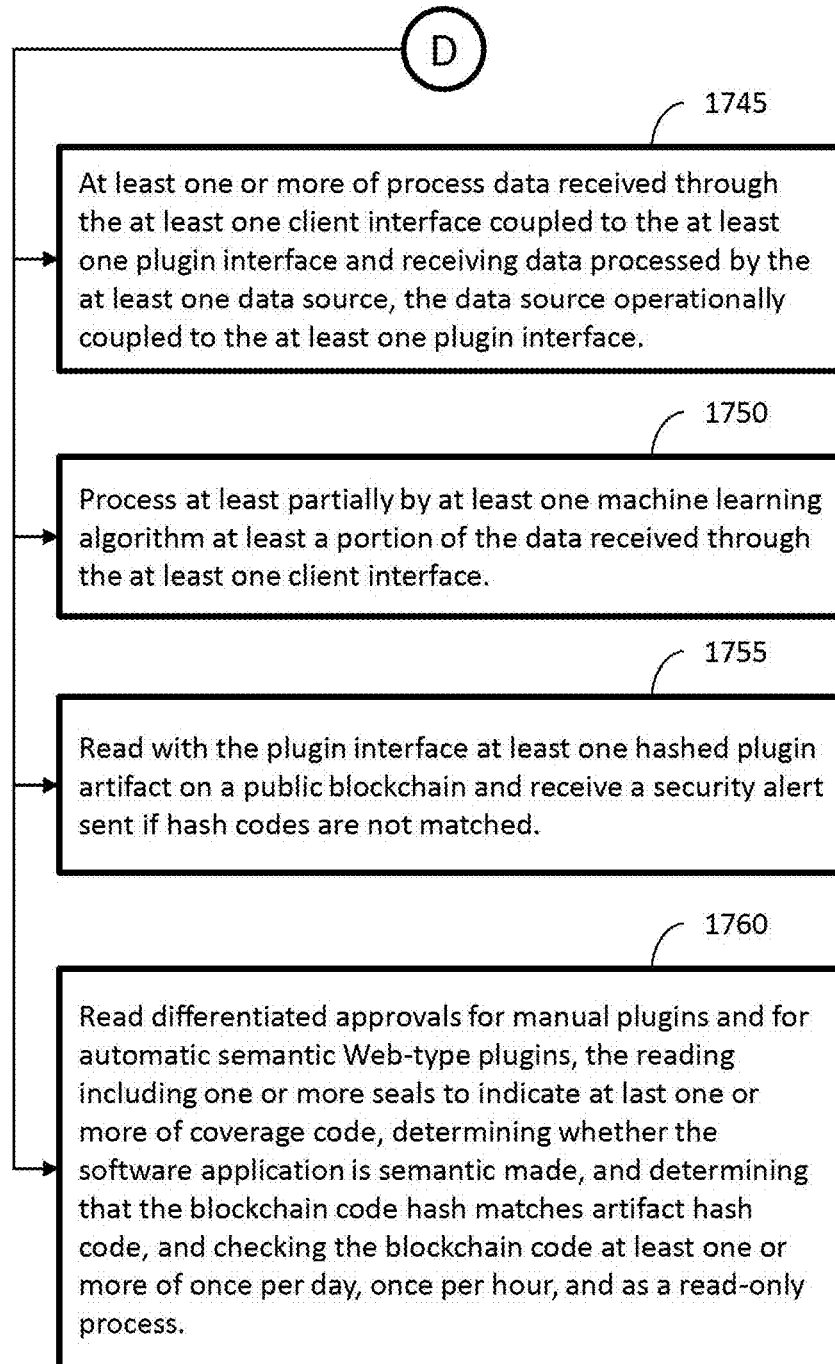 D
1745
At least one or more of process data received through
the at least one client interface coupled to the at least
one plugin interface and receiving data processed by the
at least one data source, the data source operationally
coupled to the at least one plugin interface.
1750
Process at least partially by at least one machine learning
algorithm at least a portion of the data received through
the at least one client interface.
1755
Read with the plugin interface at least one hashed plugin
artifact on a public blockchain and receive a security alert
sent if hash codes are not matched.
1760
Read differentiated approvals for manual plugins and for
automatic semantic Web-type plugins, the reading
including one or more seals to indicate at last one or
more of coverage code, determining whether the
software application is semantic made, and determining
that the blockchain code hash matches artifact hash
code, and checking the blockchain code at least one or
more of once per day, once per hour, and as a read-only
process.